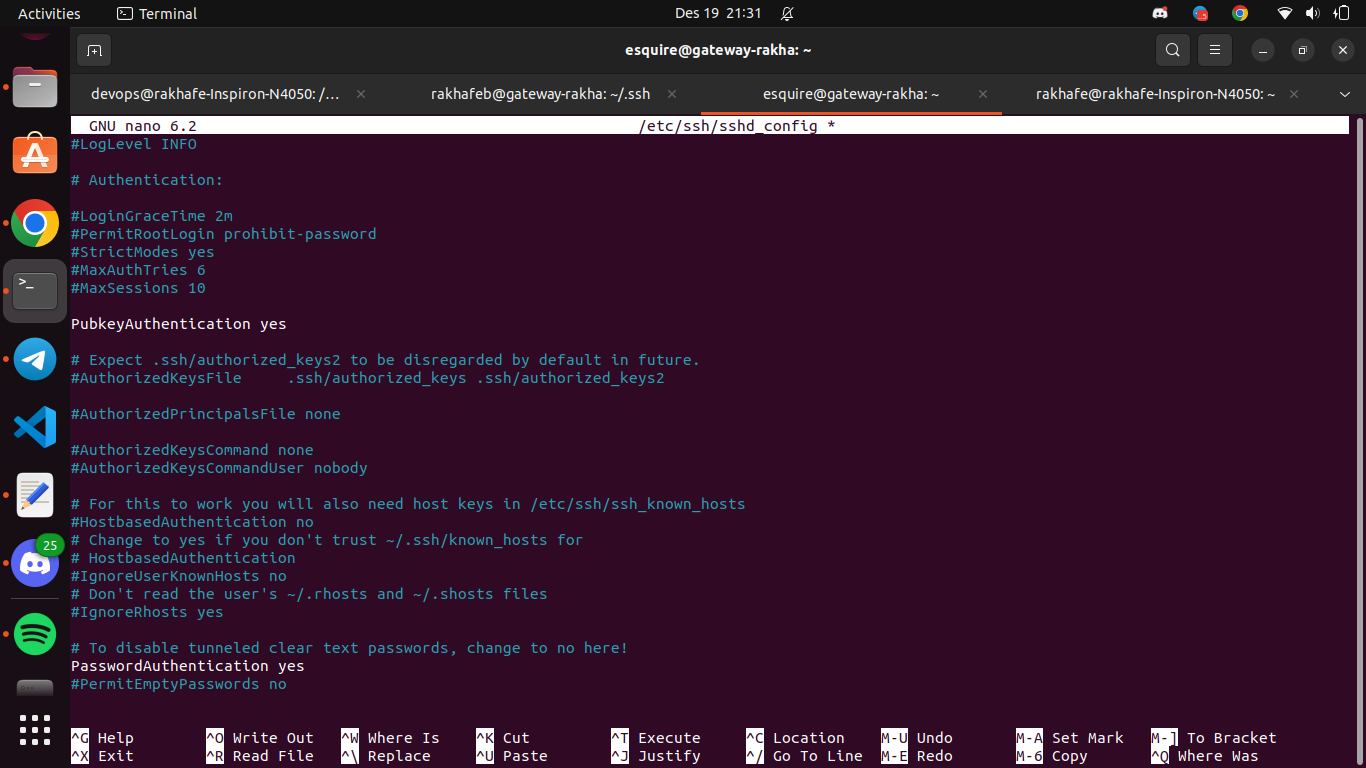 Activities Terminal Des 19 21:31
esquire@gateway-rakha: ~
devops@rakhafe-Inspiron-N4050: /... rakhafeb@gateway-rakha: ~/.ssh esquire@gateway-rakha: ~ rakhafe@rakhafe-Inspiron-N4050: ~
GNU nano 6.2 /etc/ssh/sshd_config *
#LogLevel INFO
# Authentication:
#LoginGraceTime 2m
#PermitRootLogin prohibit-password
#StrictModes yes
#MaxAuthTries 6
#MaxSessions 10
PubkeyAuthentication yes
# Expect .ssh/authorized_keys2 to be disregarded by default in future.
#AuthorizedKeysFile     .ssh/authorized_keys .ssh/authorized_keys2
#AuthorizedPrincipalsFile none
#AuthorizedKeysCommand none
#AuthorizedKeysCommandUser nobody
# For this to work you will also need host keys in /etc/ssh/ssh_known_hosts
#HostbasedAuthentication no
# Change to yes if you don't trust ~/.ssh/known_hosts for
# HostbasedAuthentication
#IgnoreUserKnownHosts no
# Don't read the user's ~/.rhosts and ~/.shosts files
#IgnoreRhosts yes
# To disable tunneled clear text passwords, change to no here!
PasswordAuthentication yes
#PermitEmptyPasswords no
25
^G Help ^O Write Out ^W Where Is ^K Cut ^T Execute ^C Location M-U Undo M-A Set Mark M-] To Bracket
^X Exit ^R Read File ^\ Replace ^U Paste ^J Justify ^/ Go To Line M-E Redo M-6 Copy ^Q Where Was